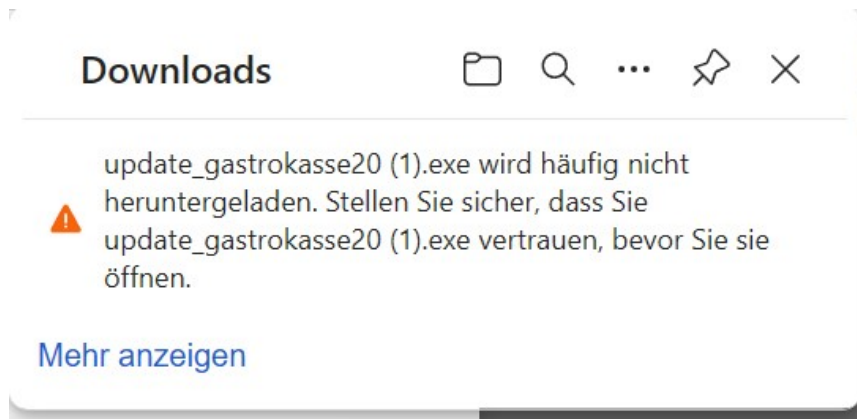 Downloads
update_gastrokasse20 (1).exe wird häufig nicht
heruntergeladen. Stellen Sie sicher, dass Sie
update_gastrokasse20 (1).exe vertrauen, bevor Sie sie
öffnen.
Mehr anzeigen